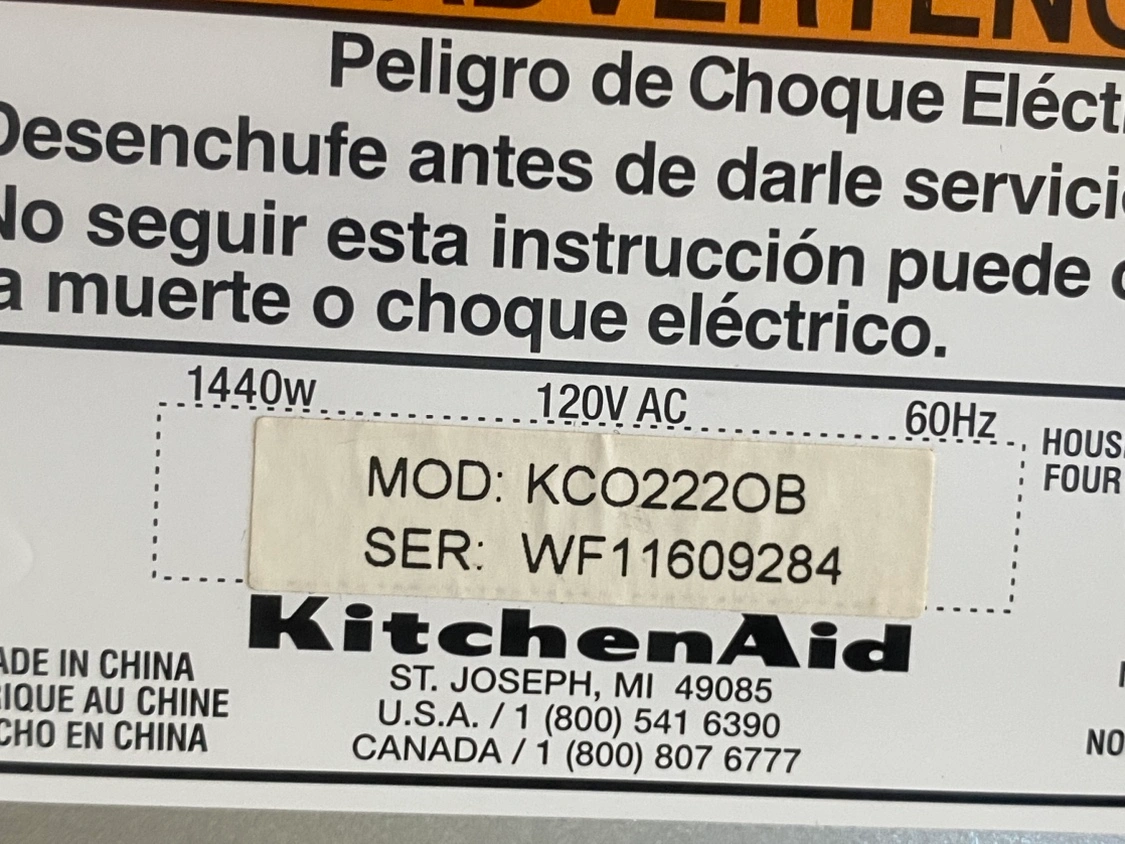 ADVERTENC
Peligro de Choque Eléct
Desenchufe antes de darle servici
No seguir esta instrucción puede
a muerte o choque eléctrico.
1440w 120V AC 60Hz
HOUS
FOUR
MOD: KCO222OB
SER: WF11609284
KitchenAid
ST. JOSEPH, MI 49085
U.S.A. / 1 (800) 541 6390
CANADA / 1 (800) 807 6777
ADE IN CHINA
RIQUE AU CHINE
CHO EN CHINA
NO